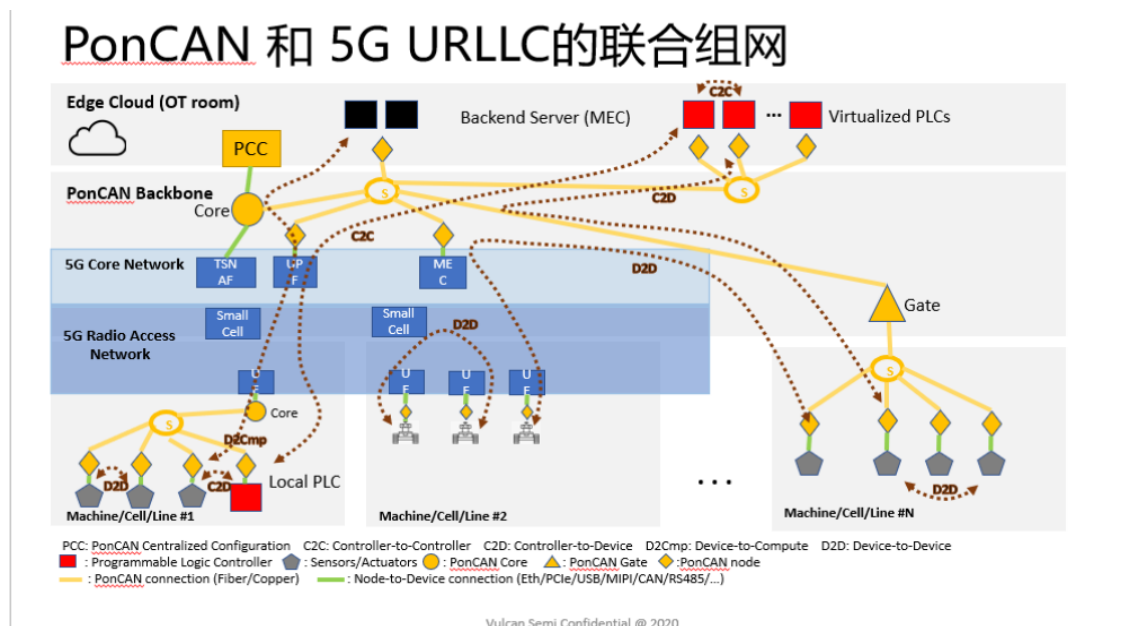 PonCAN 和 5G URLLC的联合组网
Edge Cloud (OT room)
C2C
Backend Server (MEC)
... Virtualized PLCs
PCC
PonCAN Backbone
Core
S
S
C2D
C2C
5G Core Network
TSN
AF
UP
F
ME
C
D2D
Gate
Small
Cell
Small
Cell
5G Radio Access
Network
D2D
S
U
E
U
E
U
E
U
E
Core
S
D2Cmp
D2D
C2D
Local PLC
...
D2D
Machine/Cell/Line #1
Machine/Cell/Line #2
Machine/Cell/Line #N
PCC: PonCAN Centralized Configuration C2C: Controller-to-Controller C2D: Controller-to-Device D2Cmp: Device-to-Compute D2D: Device-to-Device
: Programmable Logic Controller : Sensors/Actuators : PonCAN Core : PonCAN Gate : PonCAN node
: PonCAN connection (Fiber/Copper) : Node-to-Device connection (Eth/PCIe/USB/MIPI/CAN/RS485/...)
Vulcan Semi Confidential @ 2020